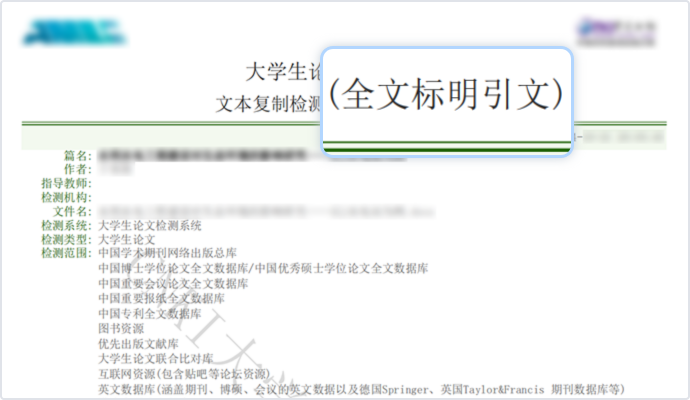 大学生论
文本复制检测
(全文标明引文)
篇名:
作者:
指导教师:
检测机构:
文件名:
检测系统: 大学生论文检测系统
检测类型: 大学生论文
检测范围: 中国学术期刊网络出版总库
中国博士学位论文全文数据库/中国优秀硕士学位论文全文数据库
中国重要会议论文全文数据库
中国重要报纸全文数据库
中国专利全文数据库
图书资源
优先出版文献库
大学生论文联合比对库
互联网资源(包含贴吧等论坛资源)
英文数据库(涵盖期刊、博硕、会议的英文数据以及德国Springer、英国Taylor&Francis 期刊数据库等)
CNKI大学